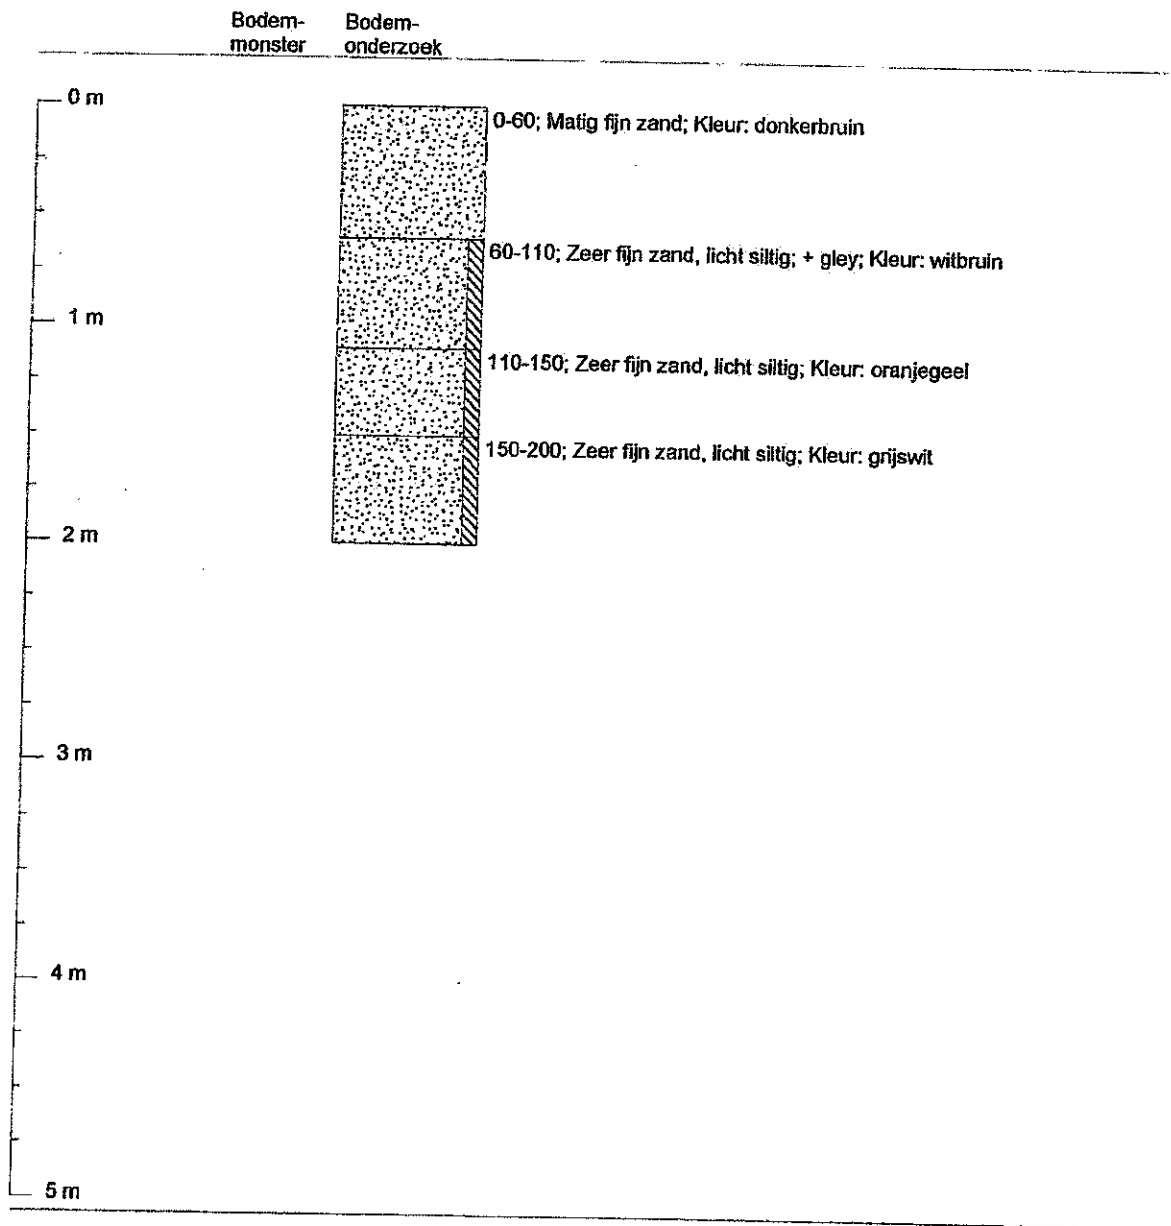 Bodem-
monster
Bodem-
onderzoek
0 m
0-60; Matig fijn zand; Kleur: donkerbruin
60-110; Zeer fijn zand, licht siltig; + gley; Kleur: witbruin
1 m
110-150; Zeer fijn zand, licht siltig; Kleur: oranjegeel
150-200; Zeer fijn zand, licht siltig; Kleur: grijswit
2 m
3 m
4 m
5 m